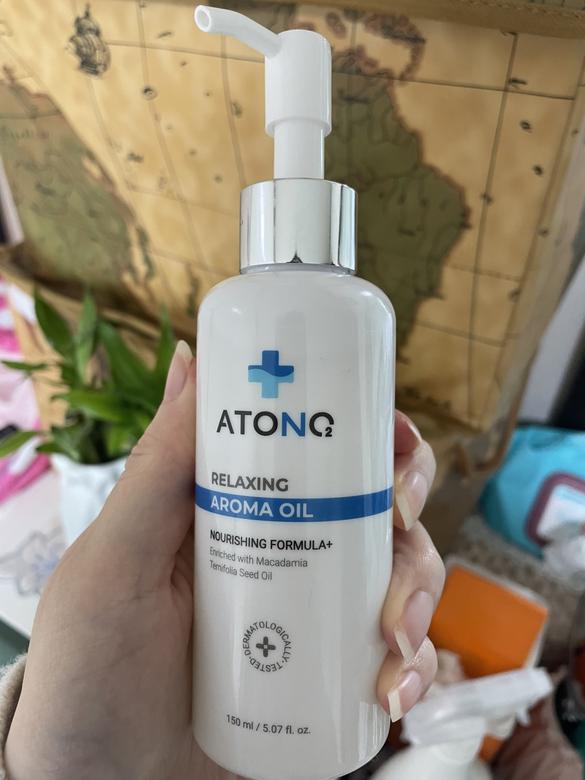 ATONO₂
RELAXING
AROMA OIL
NOURISHING FORMULA+
Enriched with Macadamia
Ternifolia Seed Oil
DERMATOLOGICALLY·TESTED·
150 ml / 5.07 fl. oz.